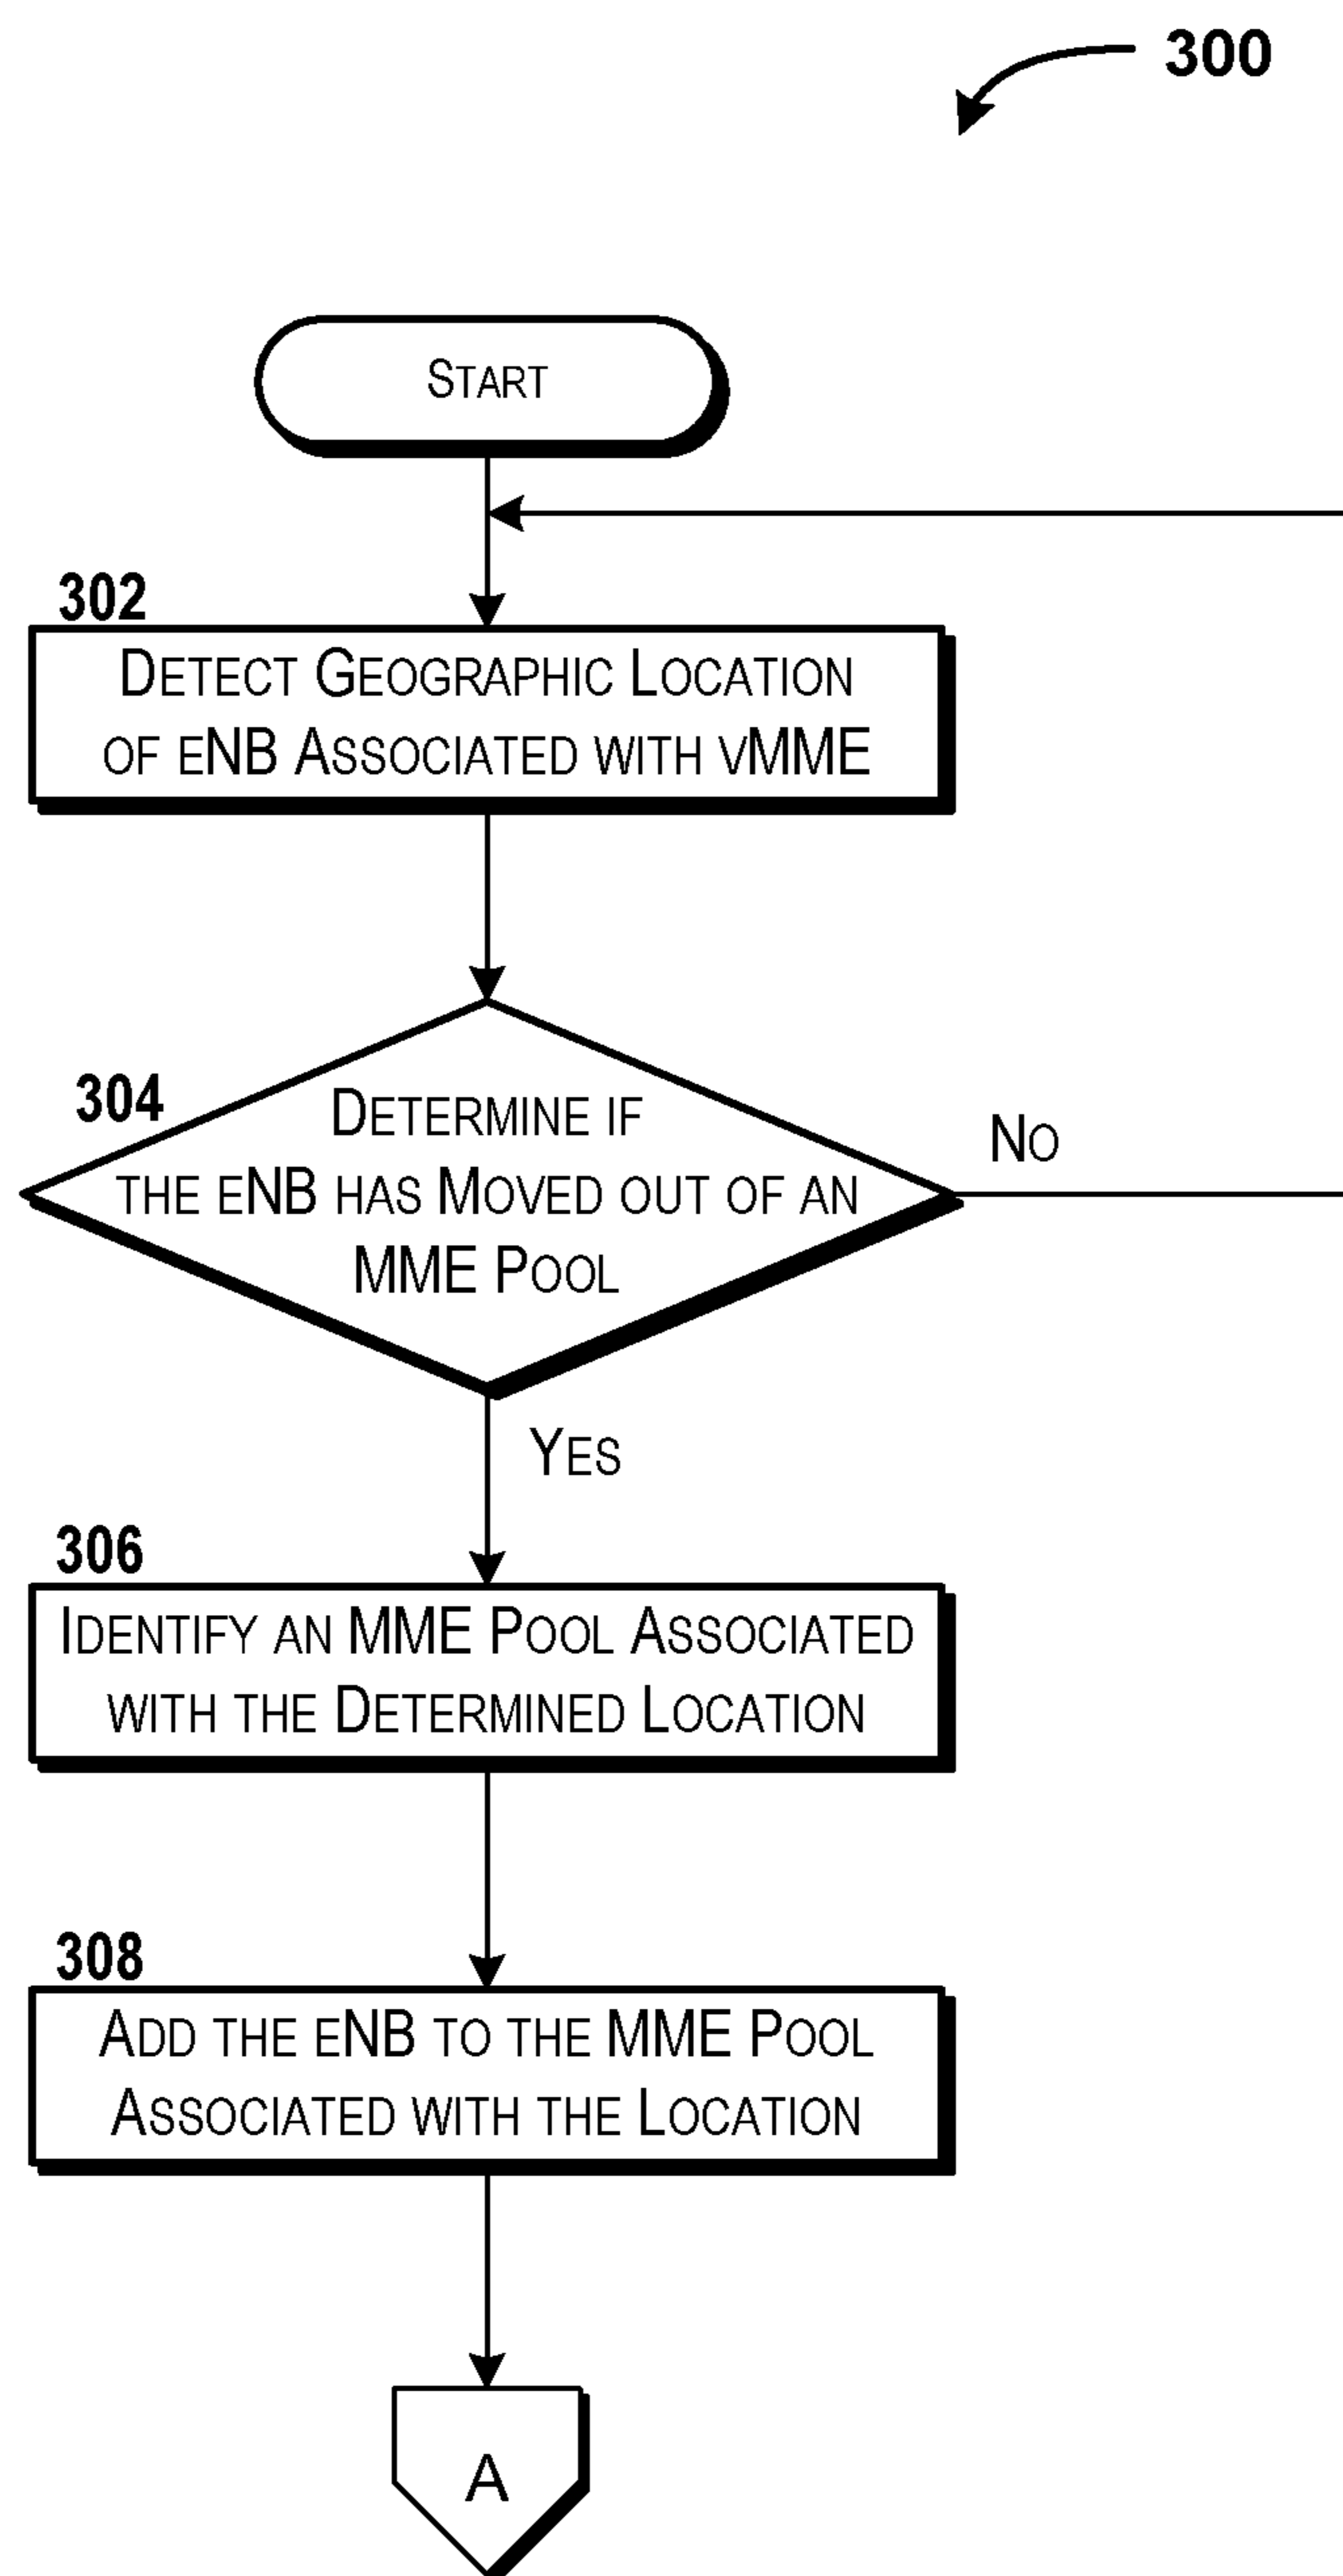 300
START
302
DETECT GEOGRAPHIC LOCATION
OF eNB ASSOCIATED WITH vMME
304
DETERMINE IF
THE eNB HAS MOVED OUT OF AN
MME POOL
NO
YES
306
IDENTIFY AN MME POOL ASSOCIATED
WITH THE DETERMINED LOCATION
308
ADD THE eNB TO THE MME POOL
ASSOCIATED WITH THE LOCATION
A